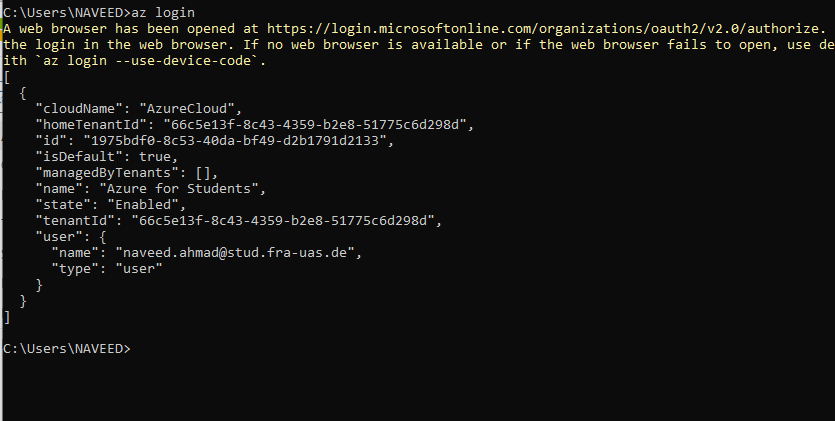 C:\Users\NAVEED>az login
A web browser has been opened at https://login.microsoftonline.com/organizations/oauth2/v2.0/authorize.
the login in the web browser. If no web browser is available or if the web browser fails to open, use de
ith `az login --use-device-code`.
[
  {
    "cloudName": "AzureCloud",
    "homeTenantId": "66c5e13f-8c43-4359-b2e8-51775c6d298d",
    "id": "1975bdf0-8c53-40da-bf49-d2b1791d2133",
    "isDefault": true,
    "managedByTenants": [],
    "name": "Azure for Students",
    "state": "Enabled",
    "tenantId": "66c5e13f-8c43-4359-b2e8-51775c6d298d",
    "user": {
      "name": "naveed.ahmad@stud.fra-uas.de",
      "type": "user"
    }
  }
]
C:\Users\NAVEED>